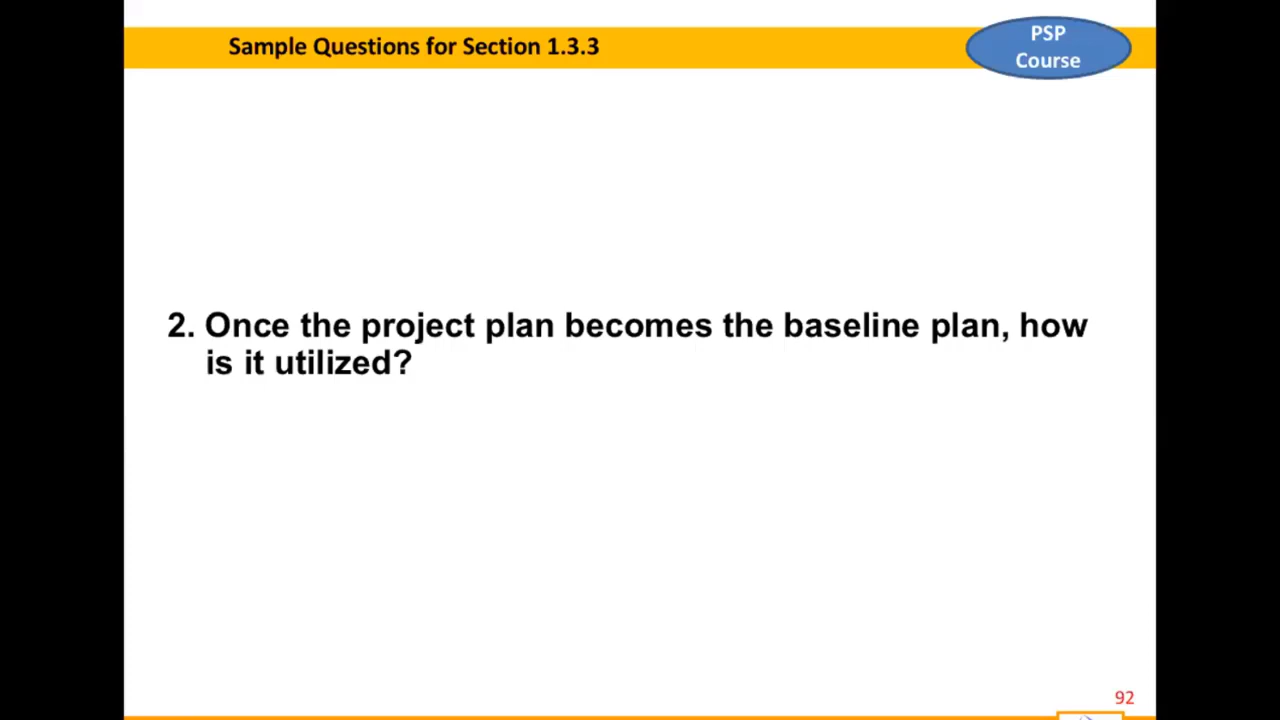 Sample Questions for Section 1.3.3
PSP
Course
2. Once the project plan becomes the baseline plan, how
is it utilized?
92